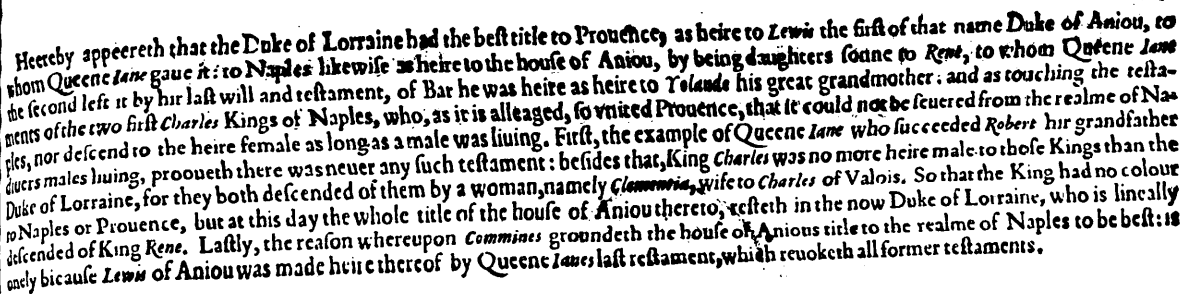 Heereby appeereth that the Duke of Lorraine had the best title to Prouence, as heire to Lewis the first of that name Duke of Aniou, to
whom Queene Iane gaue it: to Naples likewise as heire to the house of Aniou, by being daughters sonne to René, to whom Queene Iane
the second left it by hir last will and testament, of Bar he was heire as heire to Yolande his great grandmother: and as touching the testa-
ments of the two first Charles Kings of Naples, who, as it is alleaged, so vnited Prouence, that it could not be seuered from the realme of Na-
ples, nor descend to the heire female as long as a male was liuing. First, the example of Queene Iane who succeeded Robert hir grandfather
diuers males liuing, prooueth there was neuer any such testament: besides that, King Charles was no more heire male to those Kings than the
Duke of Lorraine, for they both descended of them by a woman, namely Clementia, wife to Charles of Valois. So that the King had no colour
to Naples or Prouence, but at this day the whole title of the house of Aniou thereto, resteth in the now Duke of Lorraine, who is lineally
descended of King Rene. Lastly, the reason whereupon Commines groundeth the house of Anious title to the realme of Naples to be best: is
onely bicause Lewis of Aniou was made heire thereof by Queene Ianes last testament, which reuoketh all former testaments.